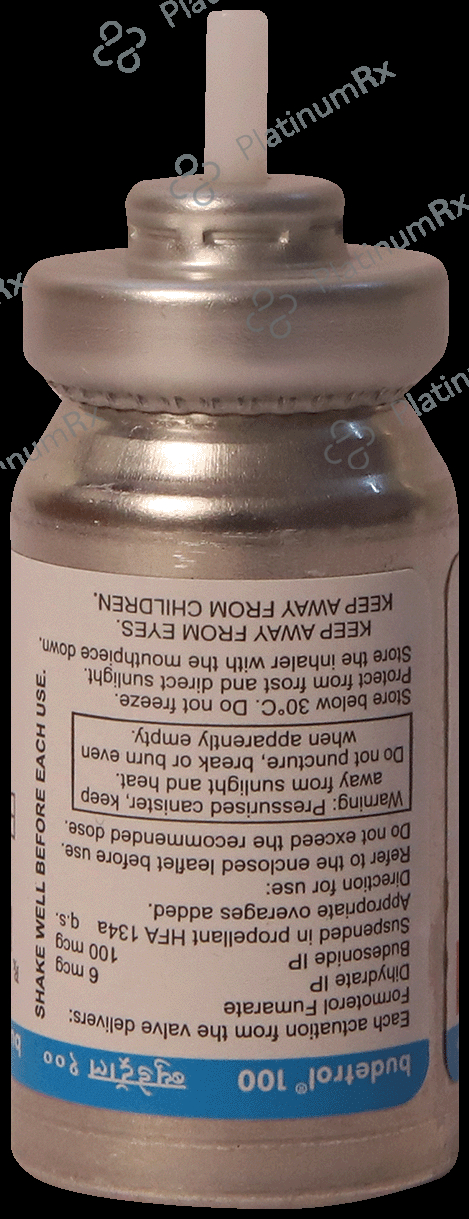 budetrol® 100 ब्युडेट्रॉल १००
Each actuation from the valve delivers:
Formoterol Fumarate
Dihydrate IP 6 mcg
Budesonide IP 100 mcg
Suspended in propellant HFA 134a q.s.
Appropriate overages added.
Direction for use:
Refer to the enclosed leaflet before use.
Do not exceed the recommended dose.
Warning: Pressurised canister, keep
away from sunlight and heat.
Do not puncture, break or burn even
when apparently empty.
Store below 30°C. Do not freeze.
Protect from frost and direct sunlight.
Store the inhaler with the mouthpiece down.
KEEP AWAY FROM EYES.
KEEP AWAY FROM CHILDREN.
SHAKE WELL BEFORE EACH USE.
PlatinumRx
PlatinumRx
PlatinumRx
PlatinumRx
PlatinumRx